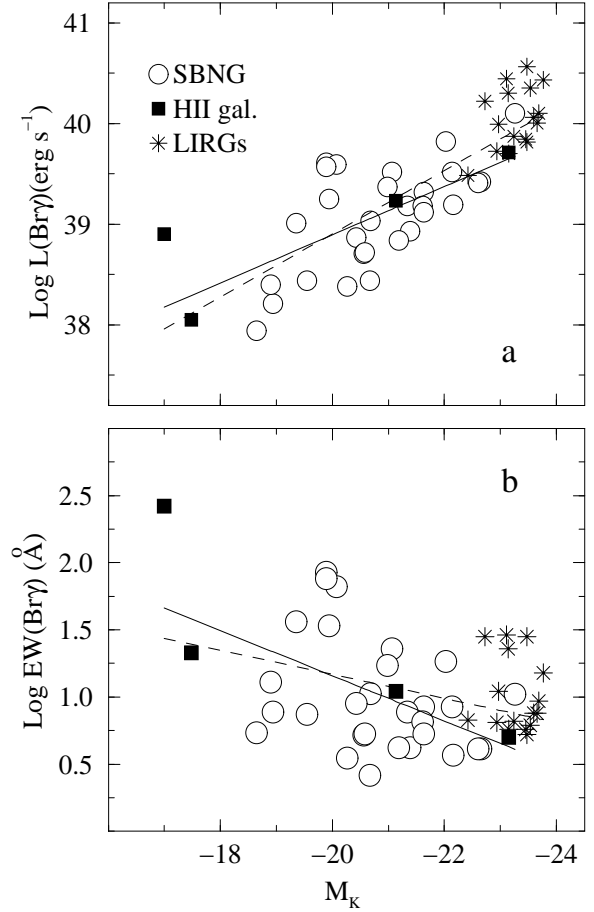 41
40
39
38
Log L(Brγ)(erg s⁻¹)
SBNG
HII gal.
LIRGs
a
2.5
2.0
1.5
1.0
0.5
Log EW(Brγ) (Å)
b
−18
−20
−22
−24
M_K